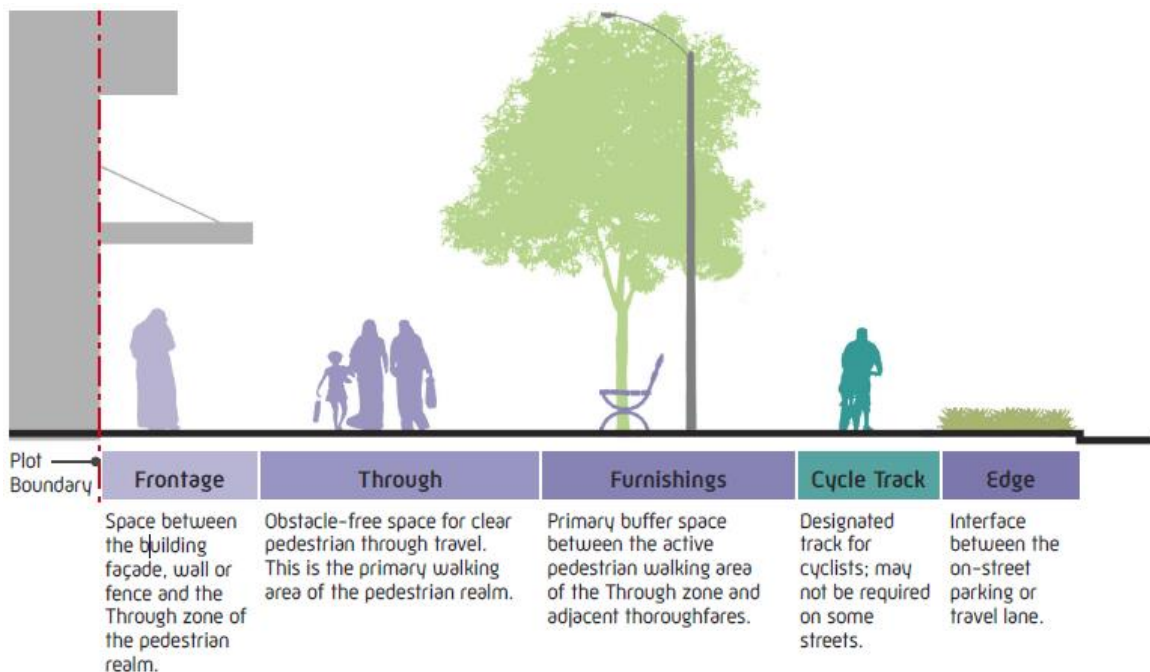 Plot
Boundary
Frontage
Through
Furnishings
Cycle Track
Edge
Space between
the building
façade, wall or
fence and the
Through zone of
the pedestrian
realm.
Obstacle-free space for clear
pedestrian through travel.
This is the primary walking
area of the pedestrian realm.
Primary buffer space
between the active
pedestrian walking area
of the Through zone and
adjacent thoroughfares.
Designated
track for
cyclists; may
not be required
on some
streets.
Interface
between the
on-street
parking or
travel lane.